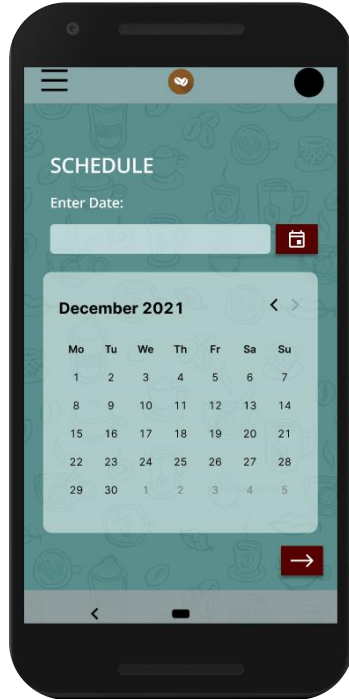 SCHEDULE
Enter Date:
December 2021
Mo Tu We Th Fr Sa Su
1 2 3 4 5 6 7
8 9 10 11 12 13 14
15 16 17 18 19 20 21
22 23 24 25 26 27 28
29 30 1 2 3 4 5